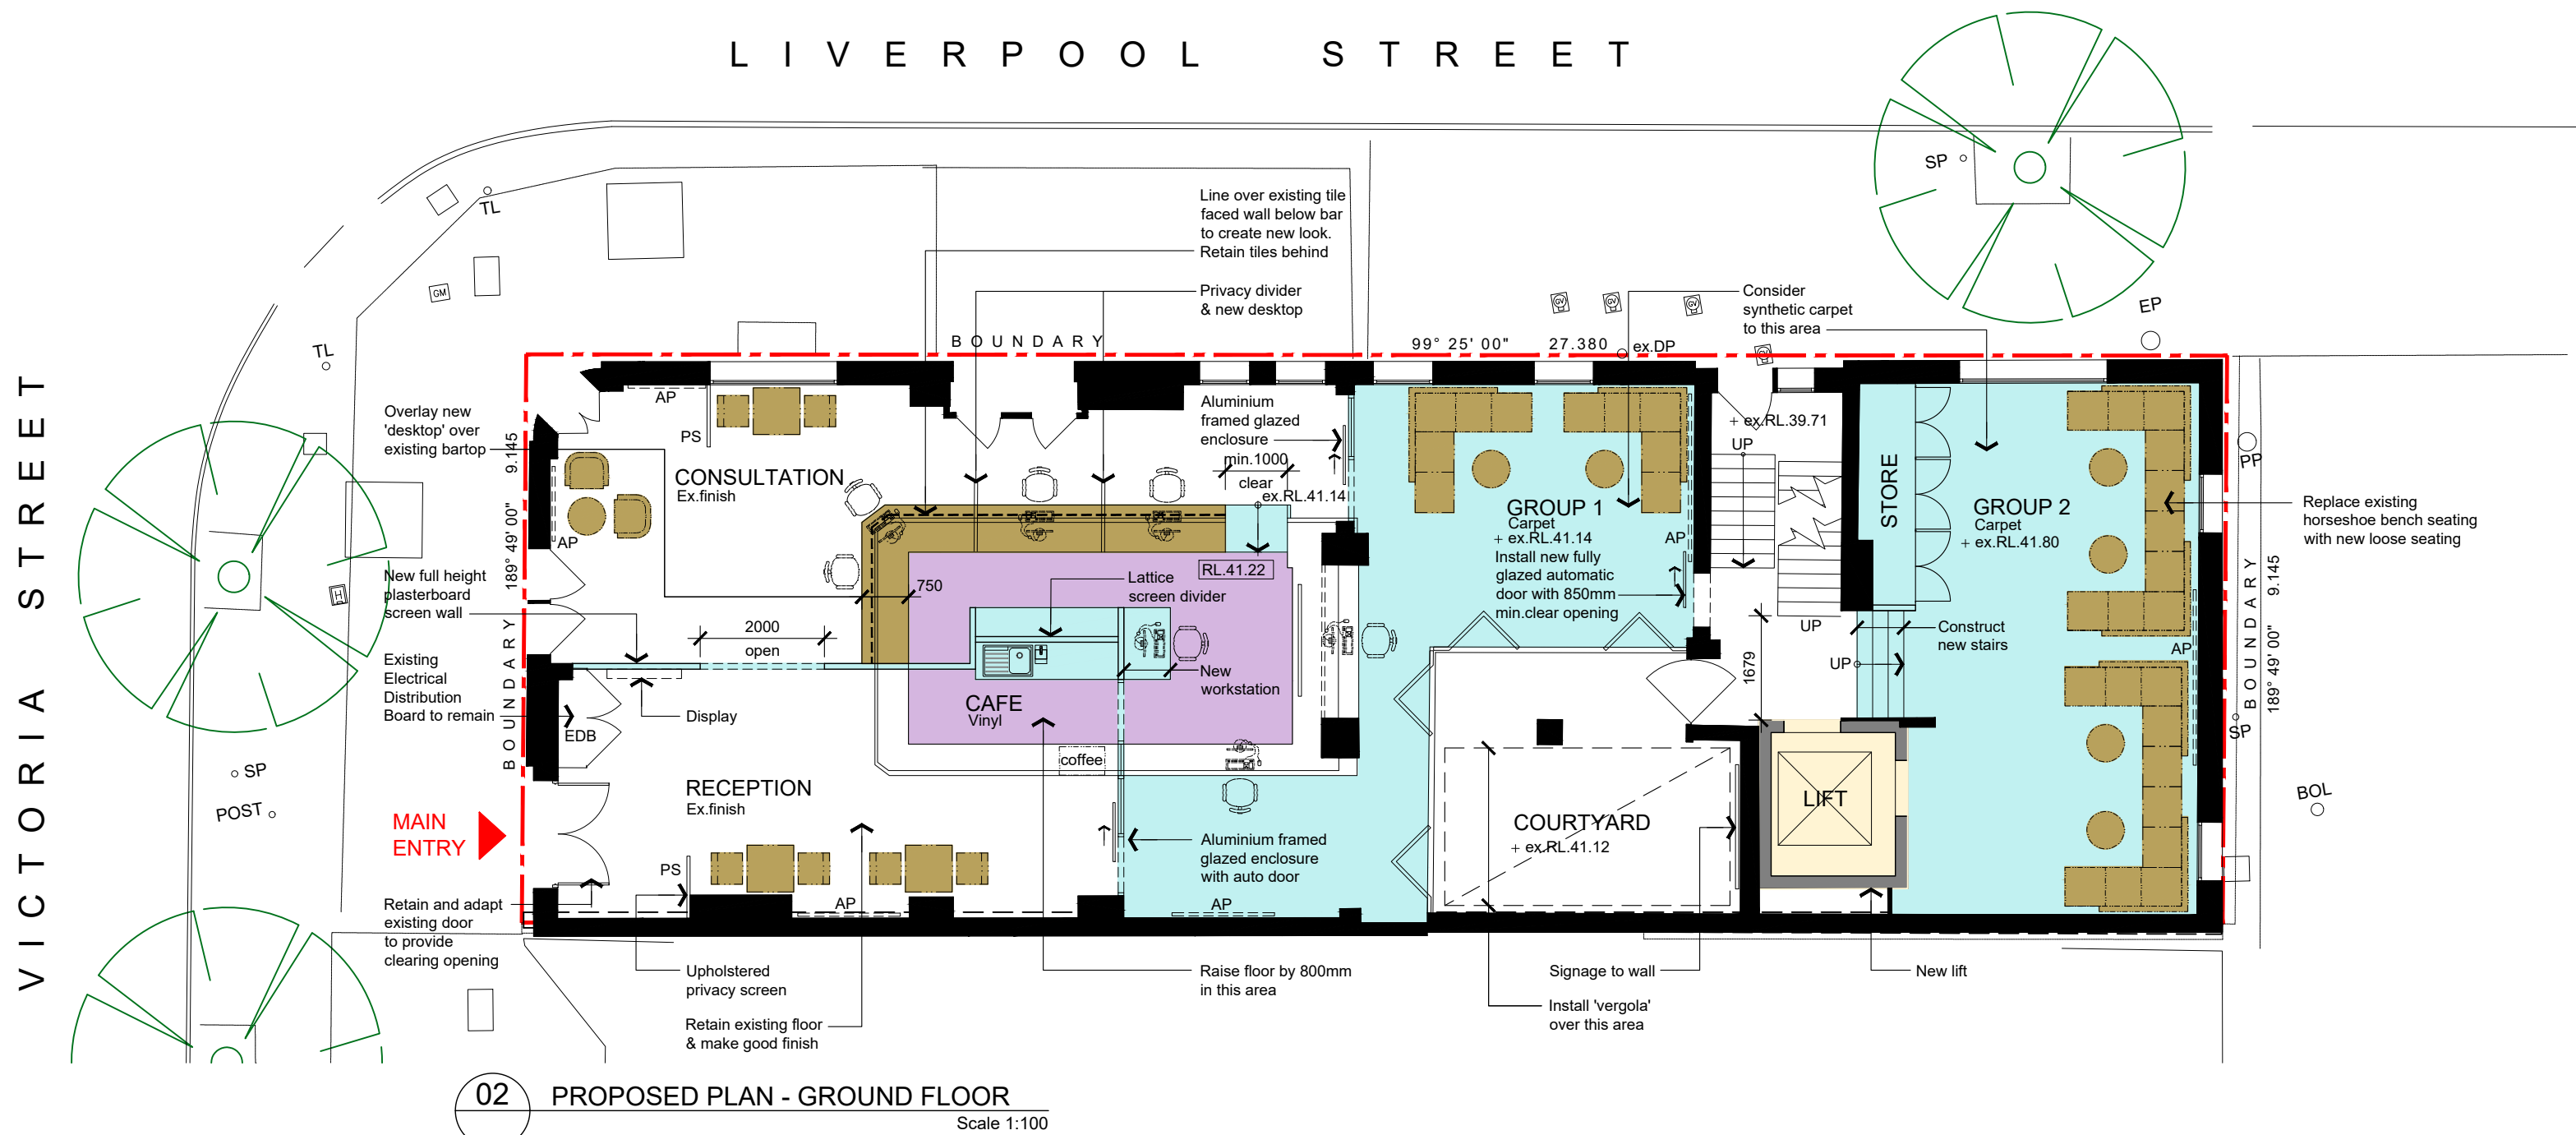 LIVERPOOL STREET
VICTORIA STREET
SP
TL
GM
TL
Line over existing tile
faced wall below bar
to create new look.
Retain tiles behind
Privacy divider
& new desktop
Consider
synthetic carpet
to this area
GV
GV
GV
GV
EP
BOUNDARY
99° 25' 00"
27.380
ex.DP
Overlay new
'desktop' over
existing bartop
9.145
189° 49' 00"
BOUNDARY
AP
PS
CONSULTATION
Ex.finish
AP
Aluminium
framed glazed
enclosure
min.1000
clear
ex.RL.41.14
GROUP 1
Carpet
+ ex.RL.41.14
Install new fully
glazed automatic
door with 850mm
min.clear opening
AP
+ ex.RL.39.71
UP
STORE
GROUP 2
Carpet
+ ex.RL.41.80
PP
Replace existing
horseshoe bench seating
with new loose seating
New full height
plasterboard
screen wall
H
750
Lattice
screen divider
RL.41.22
2000
open
UP
Construct
new stairs
UP
1679
AP
BOUNDARY
189° 49' 00"
9.145
Existing
Electrical
Distribution
Board to remain
EDB
Display
CAFE
Vinyl
New
workstation
coffee
SP
SP
POST
BOL
RECEPTION
Ex.finish
MAIN
ENTRY
LIFT
COURTYARD
+ ex.RL.41.12
Aluminium framed
glazed enclosure
with auto door
PS
AP
AP
Retain and adapt
existing door
to provide
clearing opening
Upholstered
privacy screen
Raise floor by 800mm
in this area
Signage to wall
New lift
Install 'vergola'
over this area
Retain existing floor
& make good finish
02
PROPOSED PLAN - GROUND FLOOR
Scale 1:100